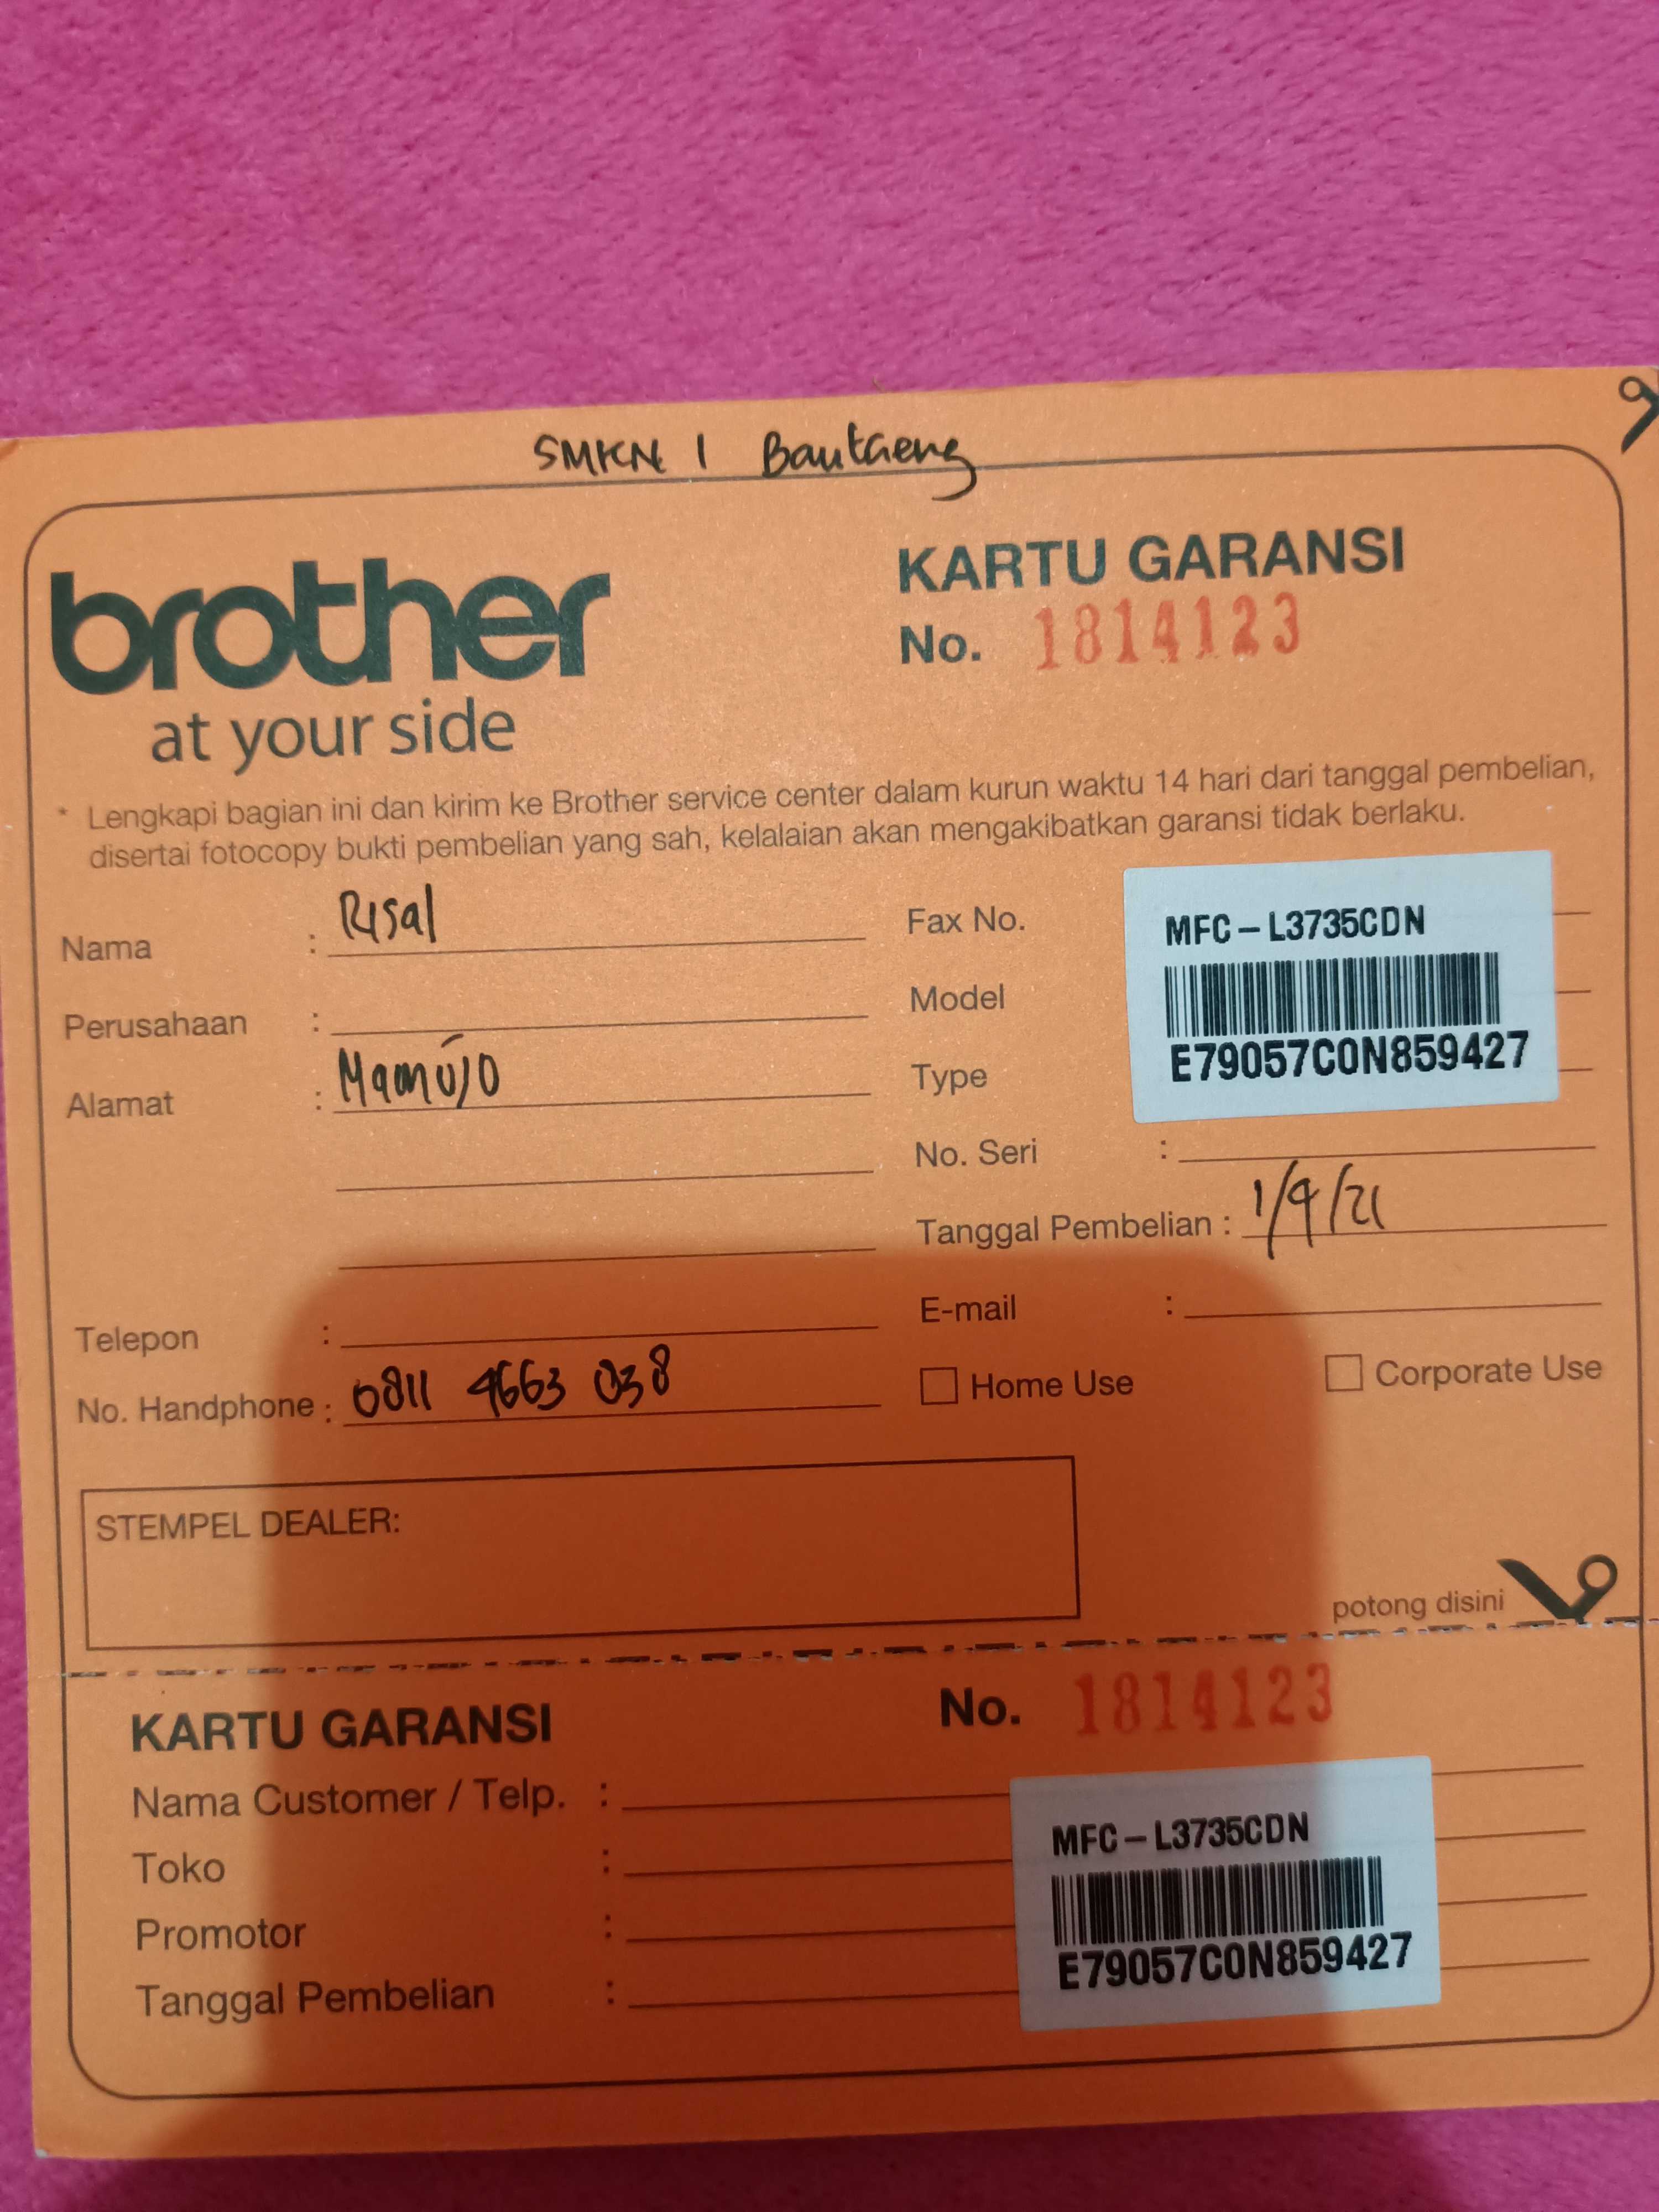 SMKN 1 Bantaeng
brother
at your side
KARTU GARANSI
No. 1814123
* Lengkapi bagian ini dan kirim ke Brother service center dalam kurun waktu 14 hari dari tanggal pembelian,
disertai fotocopy bukti pembelian yang sah, kelalaian akan mengakibatkan garansi tidak berlaku.
Nama : Risal
Perusahaan :
Alamat :
Telepon :
No. Handphone : 0811 4663 038
Fax No.
Model
Type
MFC-L3735CDN
E79057C0N859427
No. Seri :
Tanggal Pembelian : 1/9/21
E-mail :
Home Use
Corporate Use
STEMPEL DEALER:
potong disini
KARTU GARANSI
No. 1814123
Nama Customer / Telp. :
Toko :
Promotor :
Tanggal Pembelian :
MFC-L3735CDN
E79057C0N859427